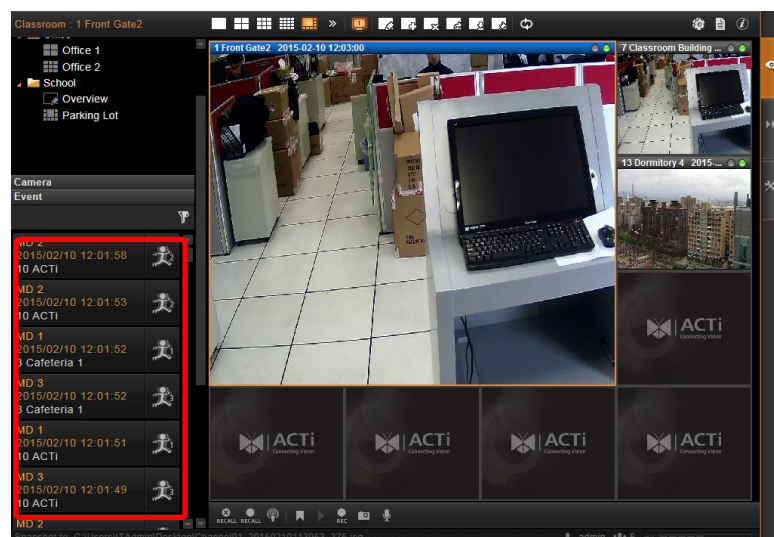 Classroom : 1 Front Gate2
1
Office 1
Office 2
School
Overview
Parking Lot
Camera
Event
MD 2
2015/02/10 12:01:58
10 ACTi
MD 2
2015/02/10 12:01:53
10 ACTi
MD 1
2015/02/10 12:01:52
3 Cafeteria 1
MD 3
2015/02/10 12:01:52
3 Cafeteria 1
MD 1
2015/02/10 12:01:51
10 ACTi
MD 3
2015/02/10 12:01:49
10 ACTi
MD 2
1 Front Gate2 2015-02-10 12:03:00
7 Classroom Building ...
13 Dormitory 4 2015-...
ACTi
Connecting Vision
ACTi
Connecting Vision
ACTi
Connecting Vision
ACTi
Connecting Vision
ACTi
Connecting Vision
RECALL RECALL
REC
admin